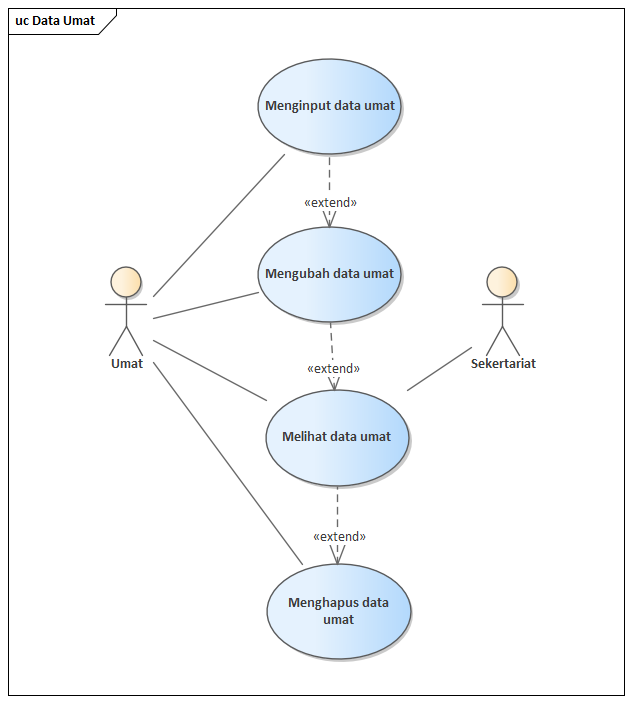 uc Data Umat
Menginput data umat
«extend»
Mengubah data umat
Umat
Sekertariat
«extend»
Melihat data umat
«extend»
Menghapus data
umat